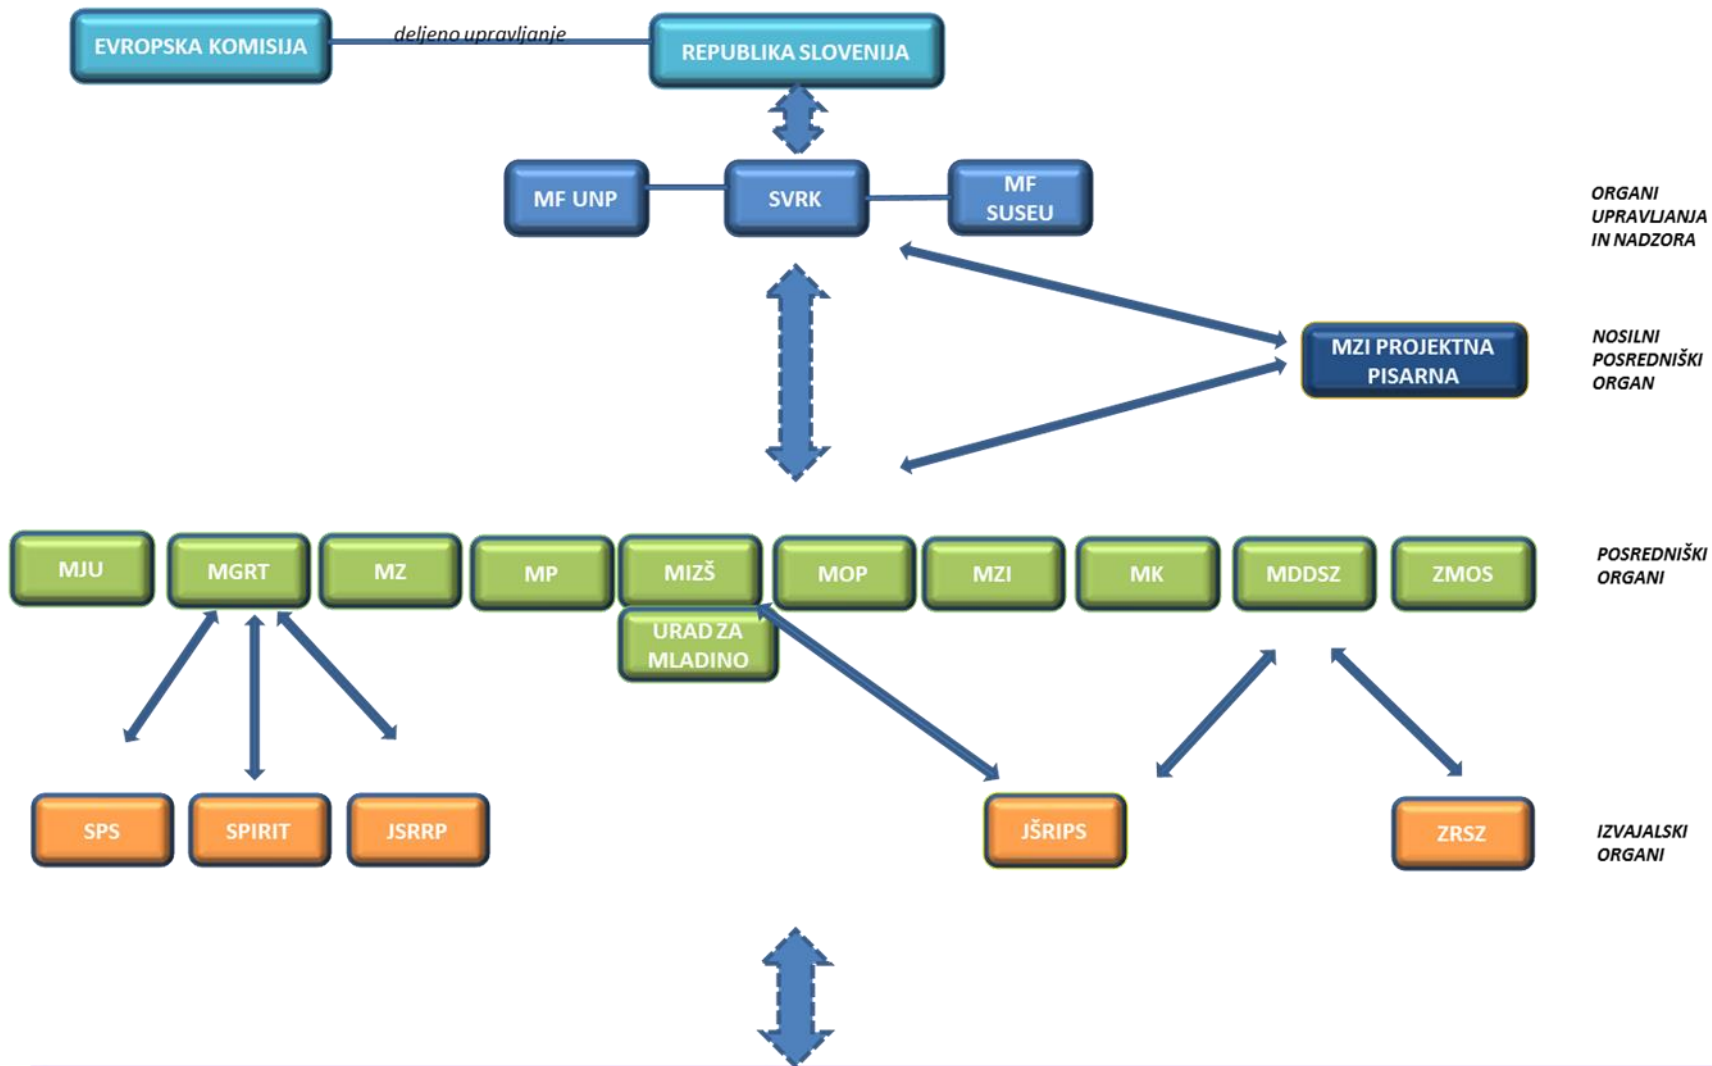 EVROPSKA KOMISIJA
deljeno upravljanje
REPUBLIKA SLOVENIJA
MF UNP
SVRK
MF
SUSEU
ORGANI
UPRAVLJANJA
IN NADZORA
MZI PROJEKTNA
PISARNA
NOSILNI
POSREDNIŠKI
ORGAN
MJU
MGRT
MZ
MP
MIZŠ
MOP
MZI
MK
MDDSZ
ZMOS
POSREDNIŠKI
ORGANI
URAD ZA
MLADINO
SPS
SPIRIT
JSRRP
JŠRIPS
ZRSZ
IZVAJALSKI
ORGANI